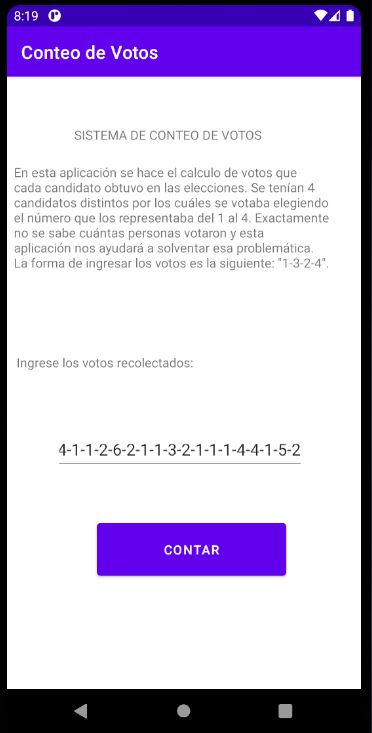 8:19
Conteo de Votos
SISTEMA DE CONTEO DE VOTOS
En esta aplicación se hace el calculo de votos que
cada candidato obtuvo en las elecciones. Se tenían 4
candidatos distintos por los cuáles se votaba elegiendo
el número que los representaba del 1 al 4. Exactamente
no se sabe cuántas personas votaron y esta
aplicación nos ayudará a solventar esa problemática.
La forma de ingresar los votos es la siguiente: "1-3-2-4".
Ingrese los votos recolectados:
4-1-1-2-6-2-1-1-3-2-1-1-1-4-4-1-5-2
CONTAR